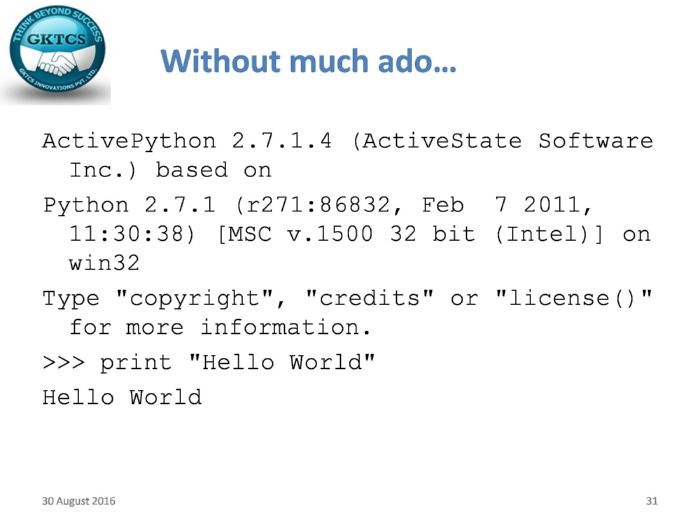 THINK BEYOND SUCCESS
GKTCS
GKTCS INNOVATIONS PVT. LTD.
Without much ado…
ActivePython 2.7.1.4 (ActiveState Software
Inc.) based on
Python 2.7.1 (r271:86832, Feb  7 2011,
11:30:38) [MSC v.1500 32 bit (Intel)] on
win32
Type "copyright", "credits" or "license()"
for more information.
>>> print "Hello World"
Hello World
30 August 2016
31